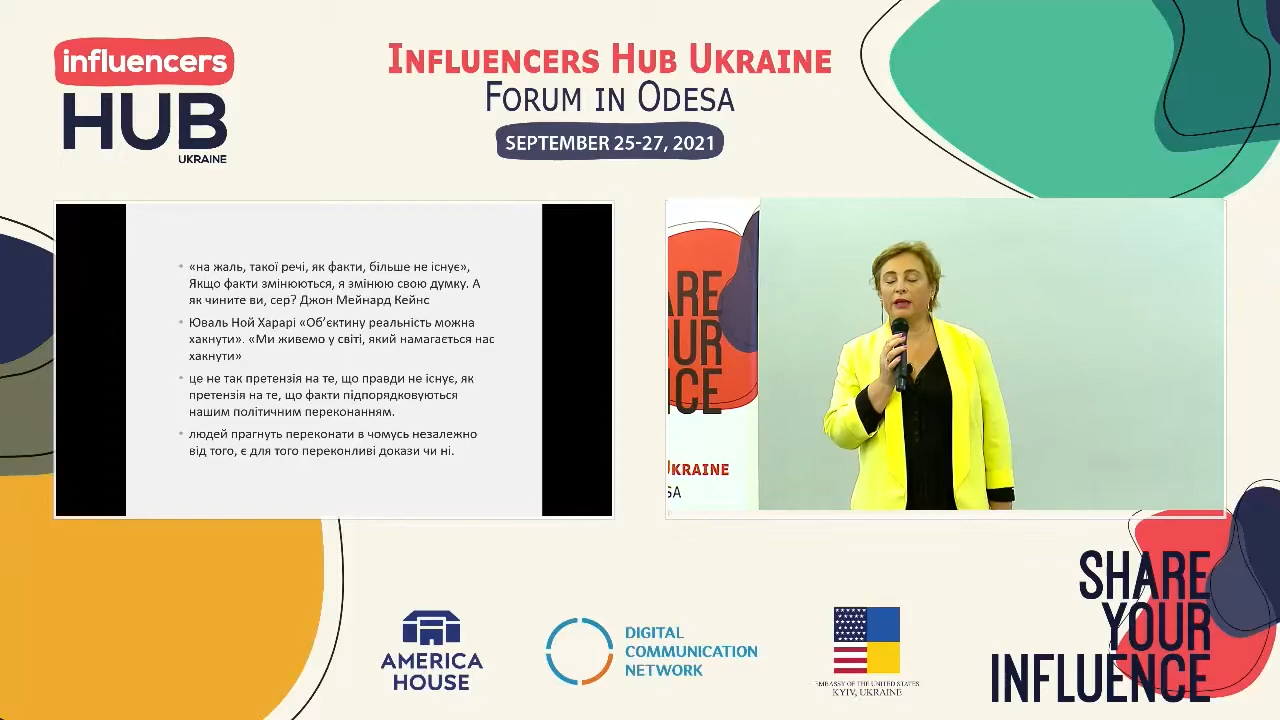 influencers
HUB
UKRAINE
INFLUENCERS HUB UKRAINE
FORUM IN ODESA
SEPTEMBER 25-27, 2021
«на жаль, такої речі, як факти, більше не існує»,
Якщо факти змінюються, я змінюю свою думку. А
як чините ви, сер? Джон Мейнард Кейнс
Юваль Ной Харарі «Об’єктину реальність можна
хакнути». «Ми живемо у світі, який намагається нас
хакнути»
це не так претензія на те, що правди не існує, як
претензія на те, що факти підпорядковуються
нашим політичним переконанням.
людей прагнуть переконати в чомусь незалежно
від того, є для того переконливі докази чи ні.
ARE
UR
NCE
UKRAINE
SA
AMERICA
HOUSE
DIGITAL
COMMUNICATION
NETWORK
EMBASSY OF THE UNITED STATES
KYIV, UKRAINE
SHARE
YOUR
INFLUENCE